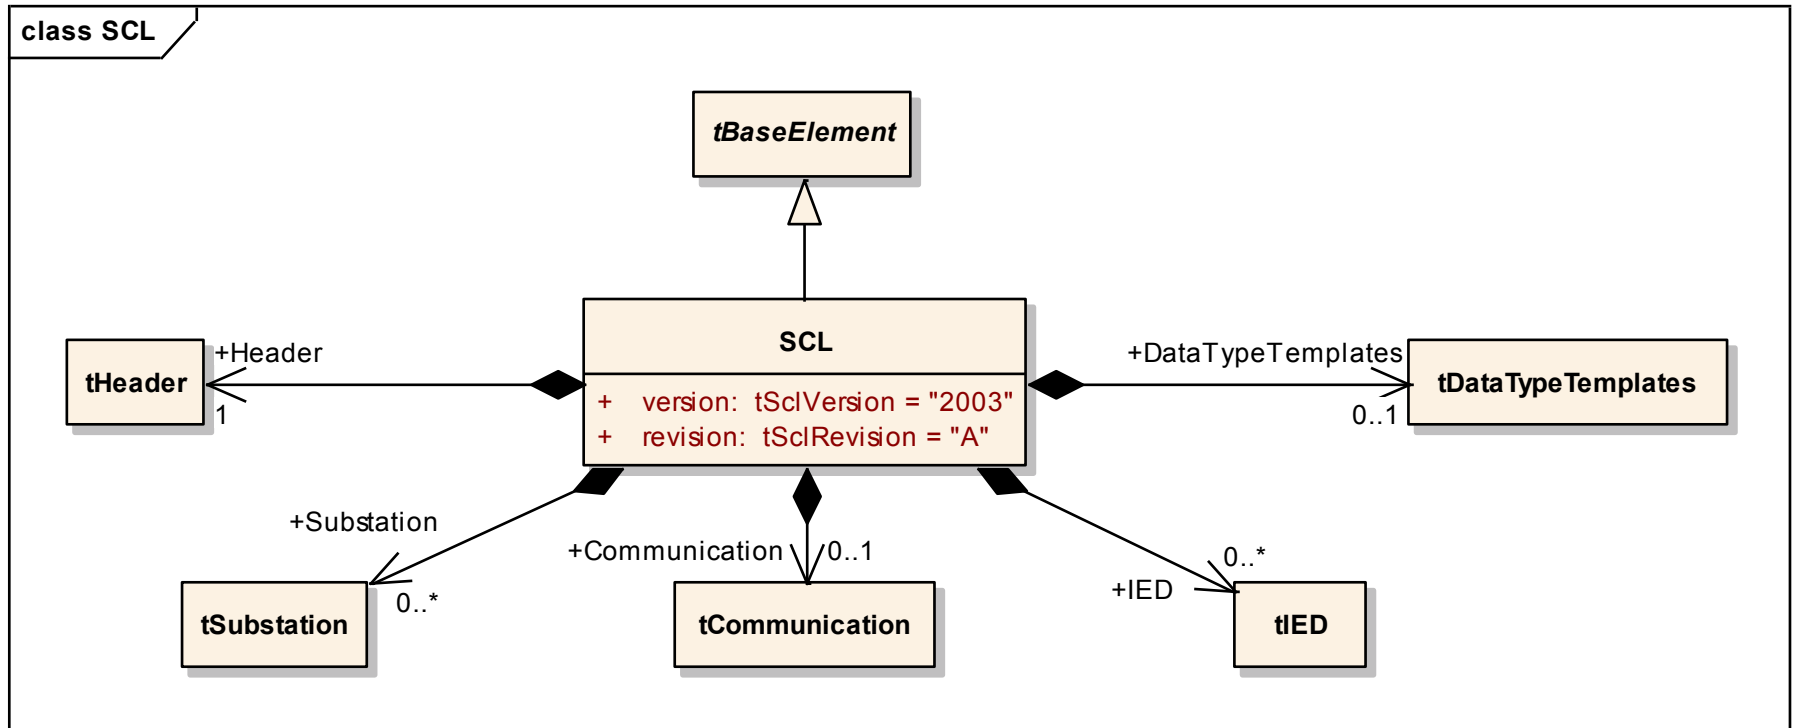 class SCL
tBaseElement
SCL
+ version: tSclVersion = "2003"
+ revision: tSclRevision = "A"
+Header
1
tHeader
+DataTypeTemplates
0..1
tDataTypeTemplates
+Substation
0..*
tSubstation
+Communication
0..1
tCommunication
0..*
+IED
tIED